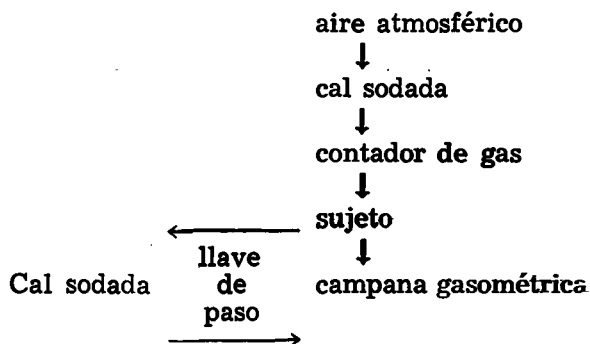 aire atmosférico
cal sodada
contador de gas
sujeto
llave
de
paso
Cal sodada
campana gasométrica